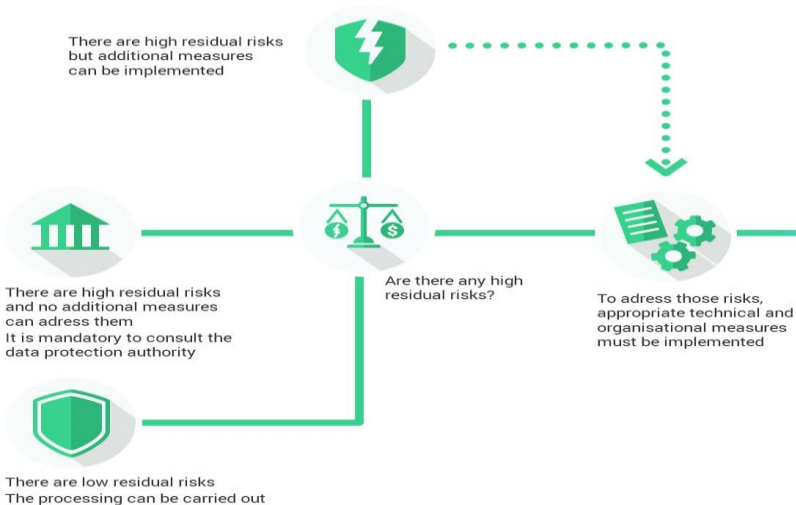 There are high residual risks
but additional measures
can be implemented
There are high residual risks
and no additional measures
can adress them
It is mandatory to consult the
data protection authority
Are there any high
residual risks?
To adress those risks,
appropriate technical and
organisational measures
must be implemented
There are low residual risks
The processing can be carried out